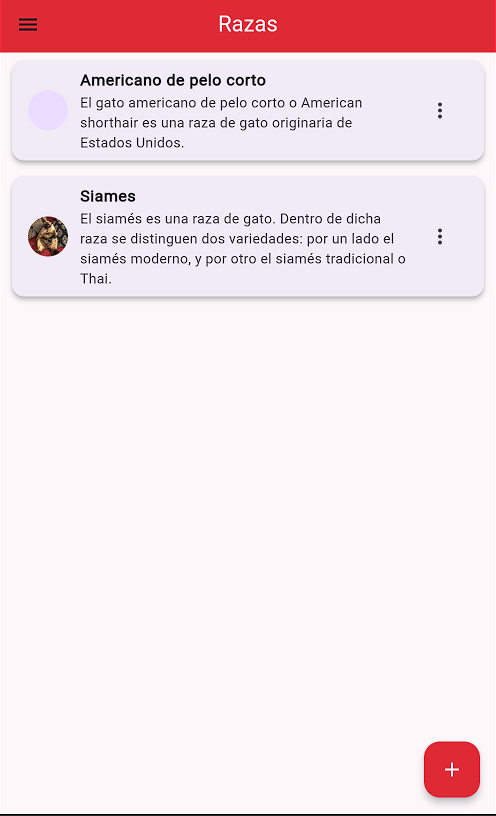 Razas
Americano de pelo corto
El gato americano de pelo corto o American
shorthair es una raza de gato originaria de
Estados Unidos.
Siames
El siamés es una raza de gato. Dentro de dicha
raza se distinguen dos variedades: por un lado el
siamés moderno, y por otro el siamés tradicional o
Thai.